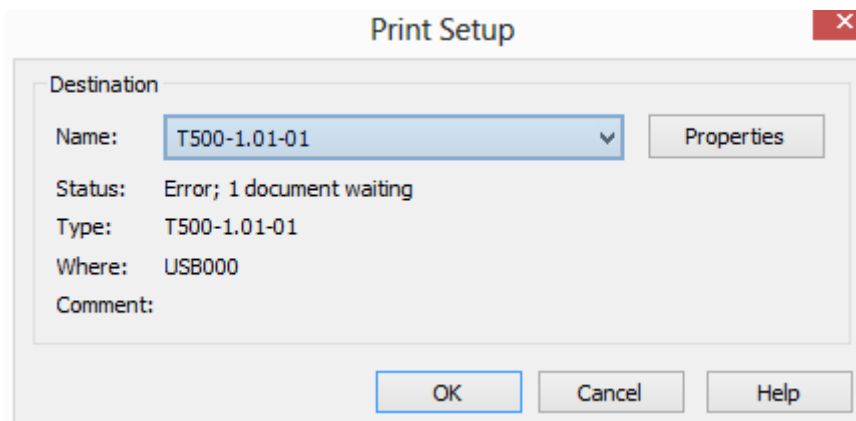 Print Setup
Destination
Name: T500-1.01-01 Properties
Status: Error; 1 document waiting
Type: T500-1.01-01
Where: USB000
Comment:
OK Cancel Help